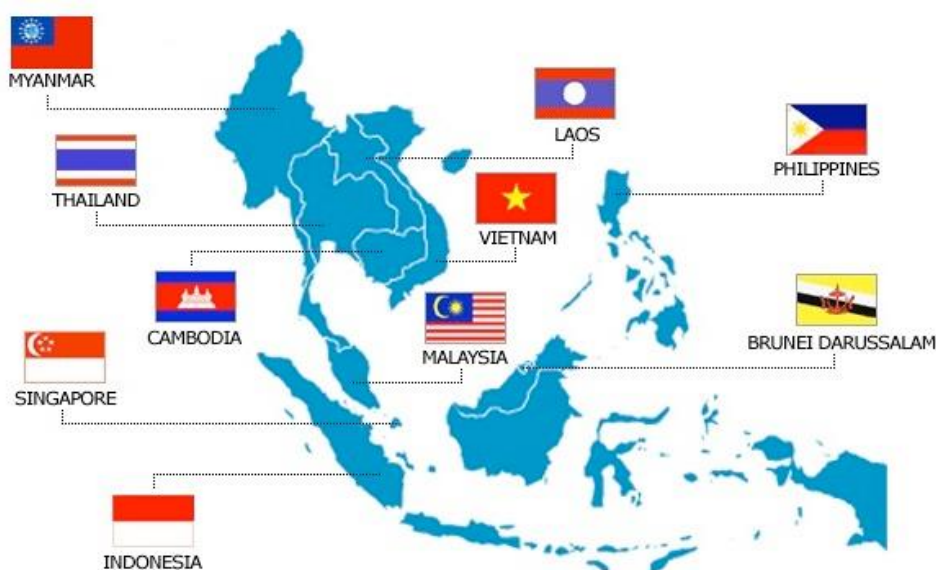 MYANMAR
LAOS
PHILIPPINES
THAILAND
VIETNAM
CAMBODIA
MALAYSIA
BRUNEI DARUSSALAM
SINGAPORE
INDONESIA